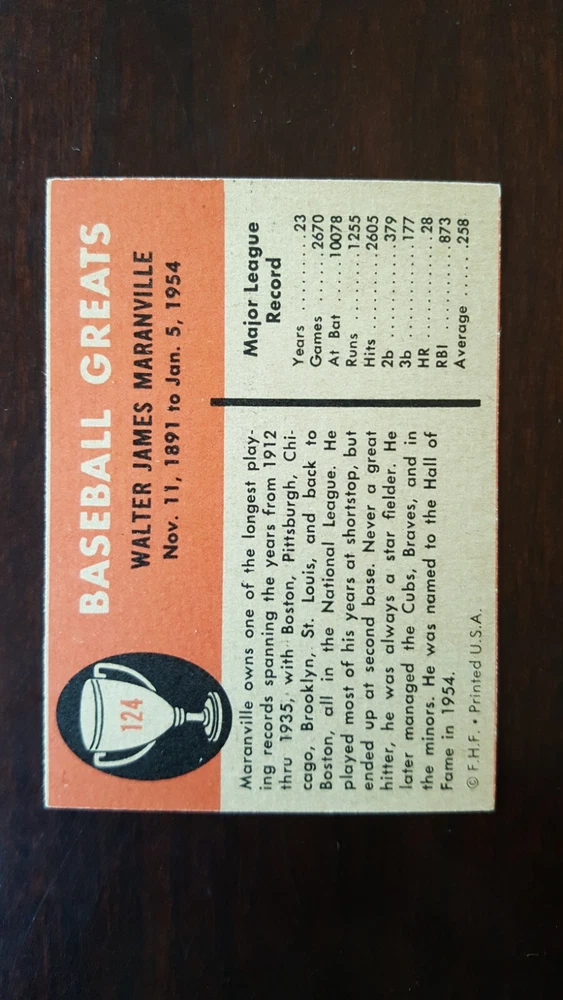 124
BASEBALL GREATS
WALTER JAMES MARANVILLE
Nov. 11, 1891 to Jan. 5, 1954
Maranville owns one of the longest play-
ing records spanning the years from 1912
thru 1935, with Boston, Pittsburgh, Chi-
cago, Brooklyn, St. Louis, and back to
Boston, all in the National League. He
played most of his years at shortstop, but
ended up at second base. Never a great
hitter, he was always a star fielder. He
later managed the Cubs, Braves, and in
the minors. He was named to the Hall of
Fame in 1954.
© F.H.F. • Printed U.S.A.
Major League
Record
Years ..........23
Games ......2670
At Bat .....10078
Runs ........1255
Hits ..........2605
2b ............379
3b ............177
HR ..............28
RBI ............873
Average ......258